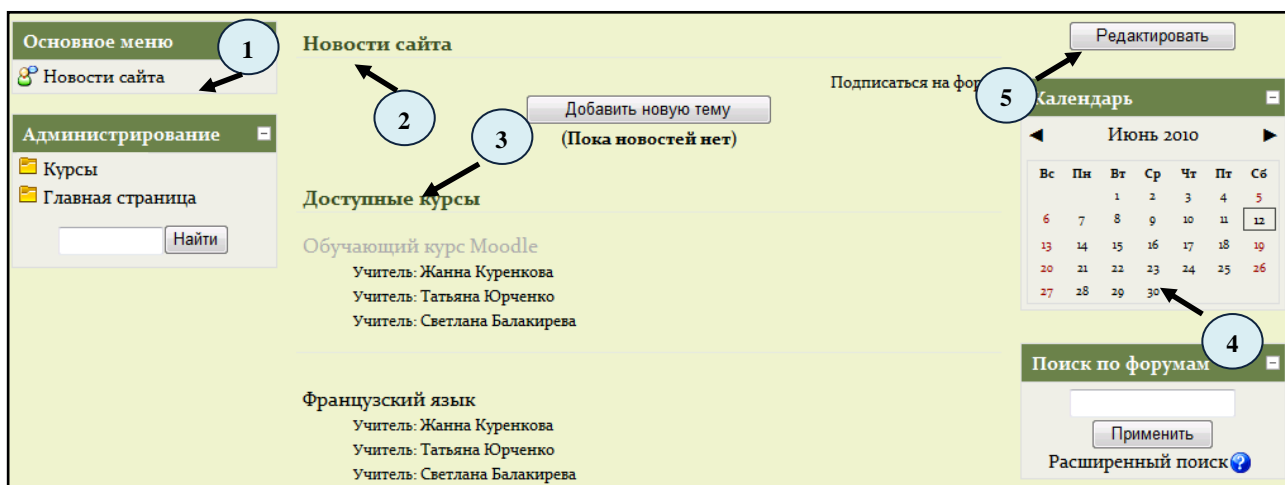 Основное меню
1
Новости сайта
Администрирование
Курсы
Главная страница
Найти
Новости сайта
2
Подписаться на фор
Добавить новую тему
3
(Пока новостей нет)
Доступные курсы
Обучающий курс Moodle
Учитель: Жанна Куренкова
Учитель: Татьяна Юрченко
Учитель: Светлана Балакирева
Французский язык
Учитель: Жанна Куренкова
Учитель: Татьяна Юрченко
Учитель: Светлана Балакирева
Редактировать
5
Календарь
Июнь 2010
Вс Пн Вт Ср Чт Пт Сб
1 2 3 4 5
6 7 8 9 10 11 12
13 14 15 16 17 18 19
20 21 22 23 24 25 26
27 28 29 30
4
Поиск по форумам
Применить
Расширенный поиск ?